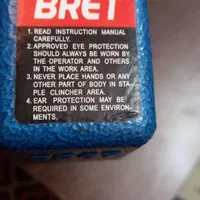 BRET
1. READ INSTRUCTION MANUAL
CAREFULLY.
2. APPROVED EYE PROTECTION
SHOULD ALWAYS BE WORN BY
THE OPERATOR AND OTHERS
IN THE WORK AREA.
3. NEVER PLACE HANDS OR ANY
OTHER PART OF BODY IN STA-
PLE CLINCHER AREA.
4. EAR PROTECTION MAY BE
REQUIRED IN SOME ENVIRON-
MENTS.